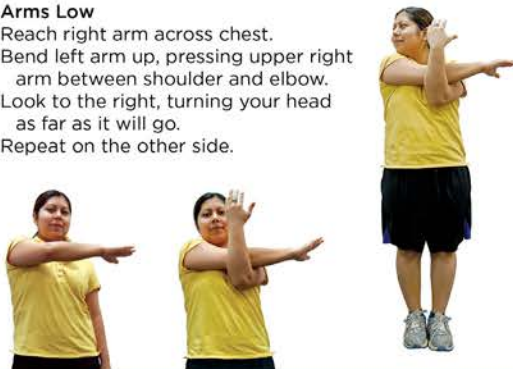 Arms Low
Reach right arm across chest.
Bend left arm up, pressing upper right
arm between shoulder and elbow.
Look to the right, turning your head
as far as it will go.
Repeat on the other side.